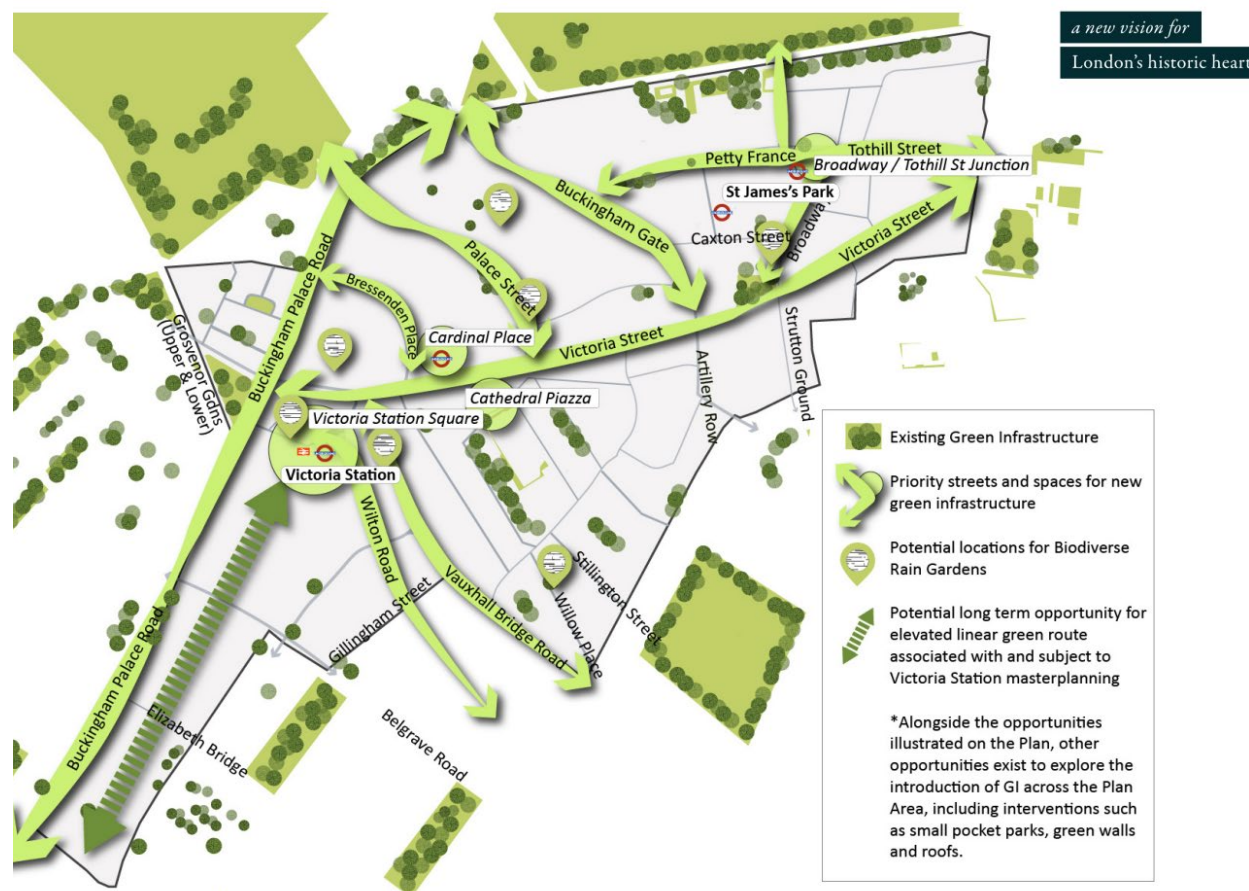 a new vision for
London's historic heart
Tothill Street
Petty France
Broadway / Tothill St Junction
St James's Park
Buckingham Gate
Caxton Street
Broadway
Victoria Street
Palace Street
Buckingham Palace Road
Bressenden Place
Grosvenor Gdns
(Upper & Lower)
Cardinal Place
Victoria Street
Strutton Ground
Artillery Row
Cathedral Piazza
Victoria Station Square
Victoria Station
Wilton Road
Vauxhall Bridge Road
Gillingham Street
Stillington Street
Willow Place
Buckingham Palace Road
Elizabeth Bridge
Belgrave Road
Existing Green Infrastructure
Priority streets and spaces for new
green infrastructure
Potential locations for Biodiverse
Rain Gardens
Potential long term opportunity for
elevated linear green route
associated with and subject to
Victoria Station masterplanning
*Alongside the opportunities
illustrated on the Plan, other
opportunities exist to explore the
introduction of GI across the Plan
Area, including interventions such
as small pocket parks, green walls
and roofs.